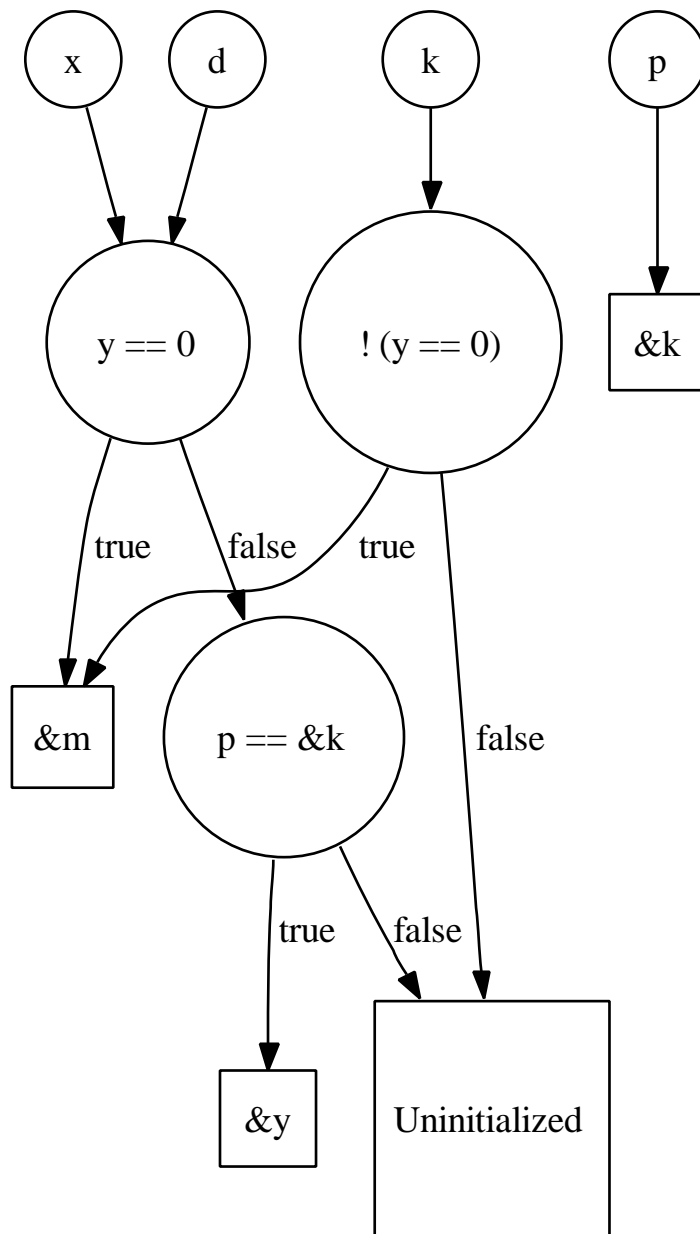 x
d
k
p
y == 0
! (y == 0)
&k
true
false
true
&m
p == &k
false
true
false
&y
Uninitialized